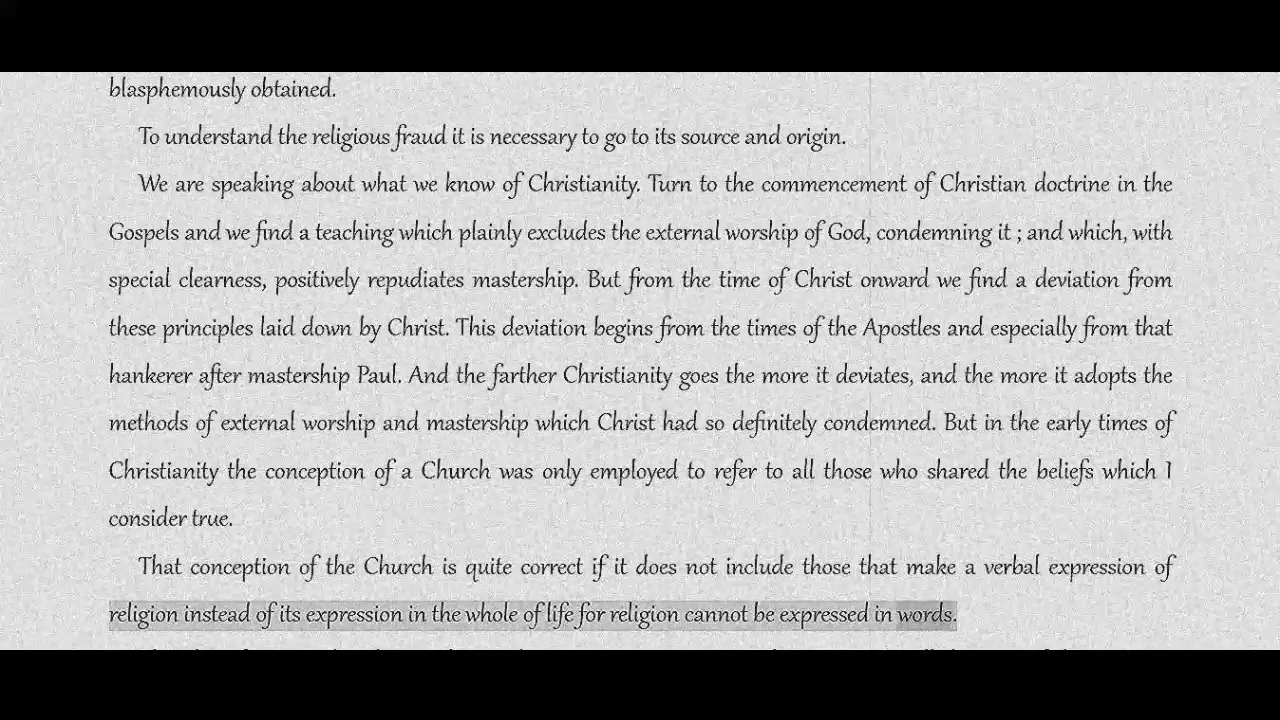 blasphemously obtained.
To understand the religious fraud it is necessary to go to its source and origin.
We are speaking about what we know of Christianity. Turn to the commencement of Christian doctrine in the
Gospels and we find a teaching which plainly excludes the external worship of God, condemning it ; and which, with
special clearness, positively repudiates mastership. But from the time of Christ onward we find a deviation from
these principles laid down by Christ. This deviation begins from the times of the Apostles and especially from that
hankerer after mastership Paul. And the farther Christianity goes the more it deviates, and the more it adopts the
methods of external worship and mastership which Christ had so definitely condemned. But in the early times of
Christianity the conception of a Church was only employed to refer to all those who shared the beliefs which I
consider true.
That conception of the Church is quite correct if it does not include those that make a verbal expression of
religion instead of its expression in the whole of life for religion cannot be expressed in words.